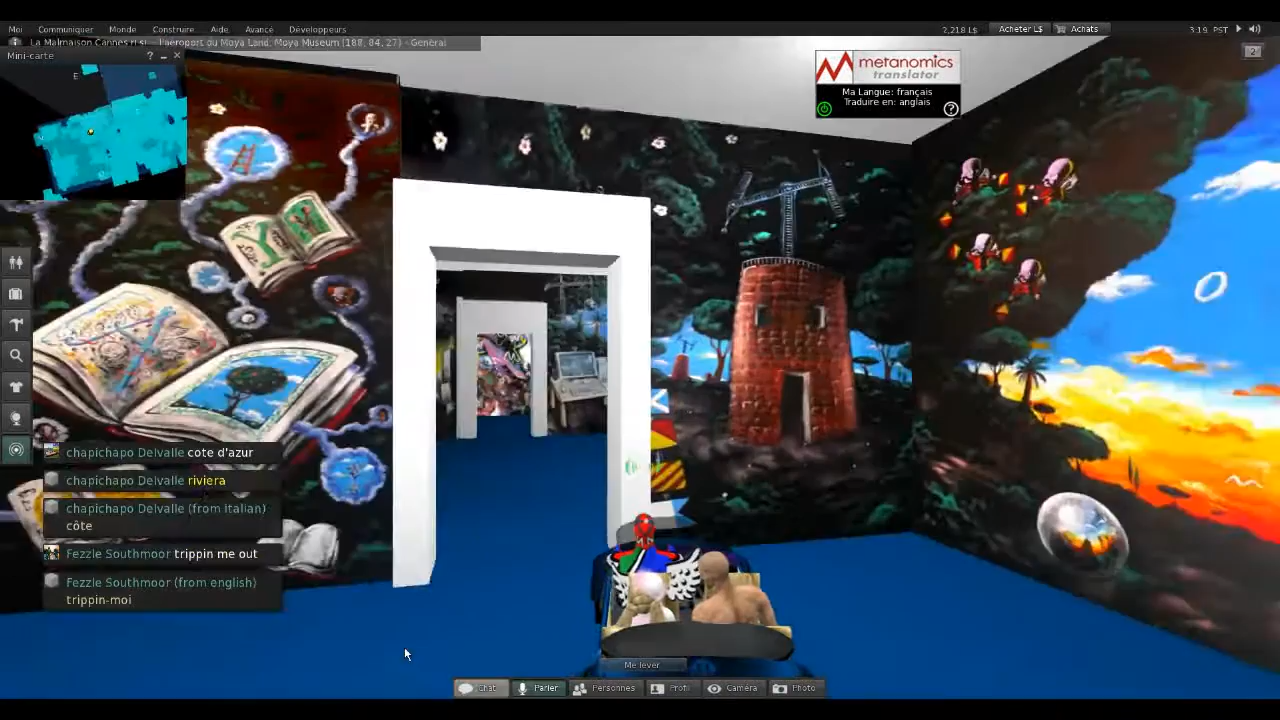 Moi Communiquer Monde Construire Aide Avancé Développeurs
2,218 L$ Acheter L$ Achats 3:19 PST
La Malmaison Cannes l'aéroport du Moya Land, Moya Museum (188, 84, 27) - Général
Mini-carte ? _ ×
E
2
metanomics
translator
Ma Langue: français
Traduire en: anglais
?
chapichapo Delvalle cote d'azur
chapichapo Delvalle riviera
chapichapo Delvalle (from Italian)
côte
Fezzle Southmoor trippin me out
Fezzle Southmoor (from english)
trippin-moi
Me lever
Chat Parler Personnes Profil Caméra Photo